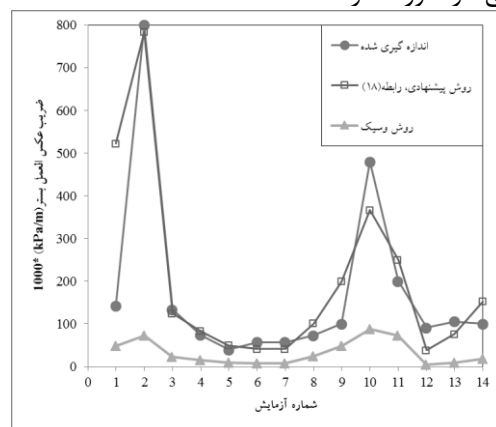 اندازه گیری شده
روش پیشنهادی، رابطه(۱۸)
روش وسیک
ضریب عکس العمل بستر(kPa/m) *1000
800
700
600
500
400
300
200
100
0
0 1 2 3 4 5 6 7 8 9 10 11 12 13 14
شماره آزمایش